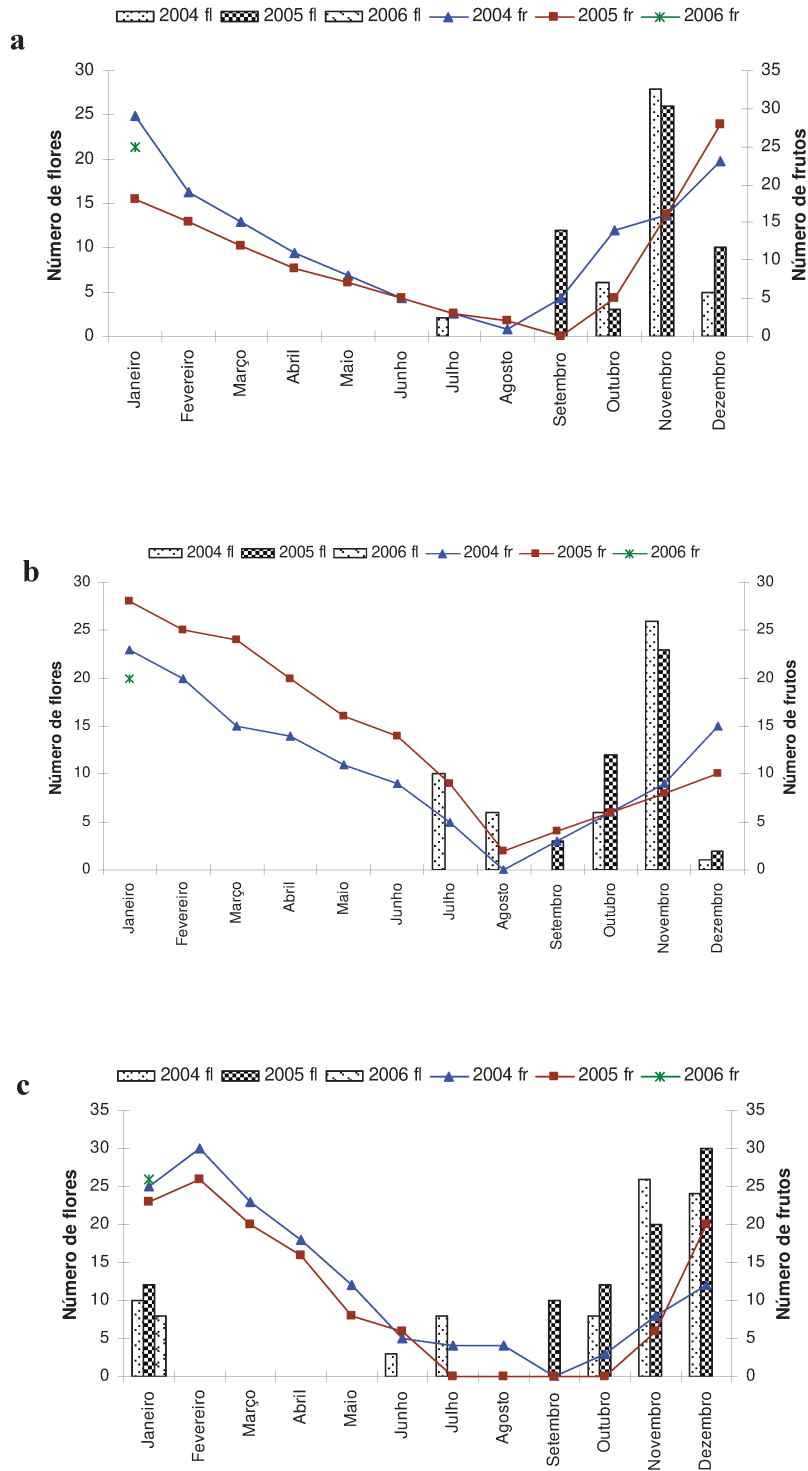 a
2004 fl 2005 fl 2006 fl 2004 fr 2005 fr 2006 fr
Número de flores
30
25
20
15
10
5
0
35
30
25
20
15
10
5
0
Número de frutos
Janeiro
Fevereiro
Março
Abril
Maio
Junho
Julho
Agosto
Setembro
Outubro
Novembro
Dezembro
b
2004 fl 2005 fl 2006 fl 2004 fr 2005 fr 2006 fr
Número de flores
30
25
20
15
10
5
0
30
25
20
15
10
5
0
Número de frutos
Janeiro
Fevereiro
Março
Abril
Maio
Junho
Julho
Agosto
Setembro
Outubro
Novembro
Dezembro
c
2004 fl 2005 fl 2006 fl 2004 fr 2005 fr 2006 fr
Número de flores
35
30
25
20
15
10
5
0
35
30
25
20
15
10
5
0
Número de frutos
Janeiro
Fevereiro
Março
Abril
Maio
Junho
Julho
Agosto
Setembro
Outubro
Novembro
Dezembro